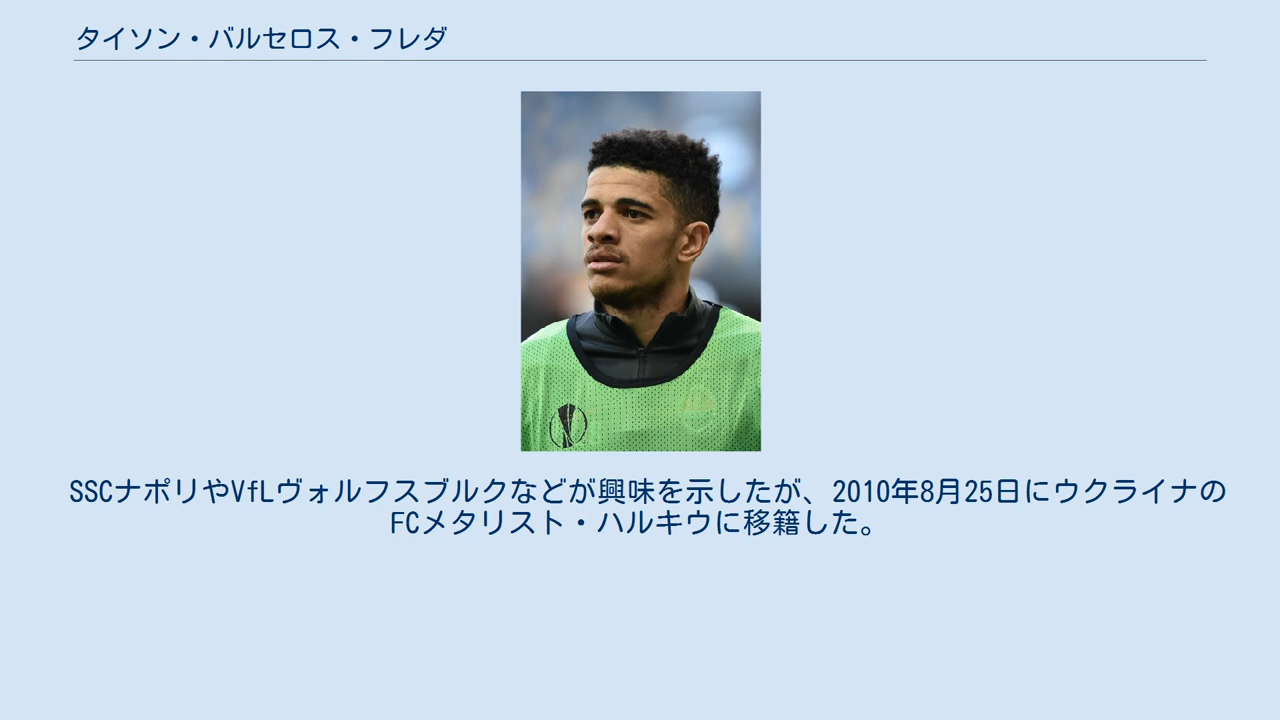 タイソン・バルセロス・フレダ
SSCナポリやVfLヴォルフスブルクなどが興味を示したが、2010年8月25日にウクライナの
FCメタリスト・ハルキウに移籍した。